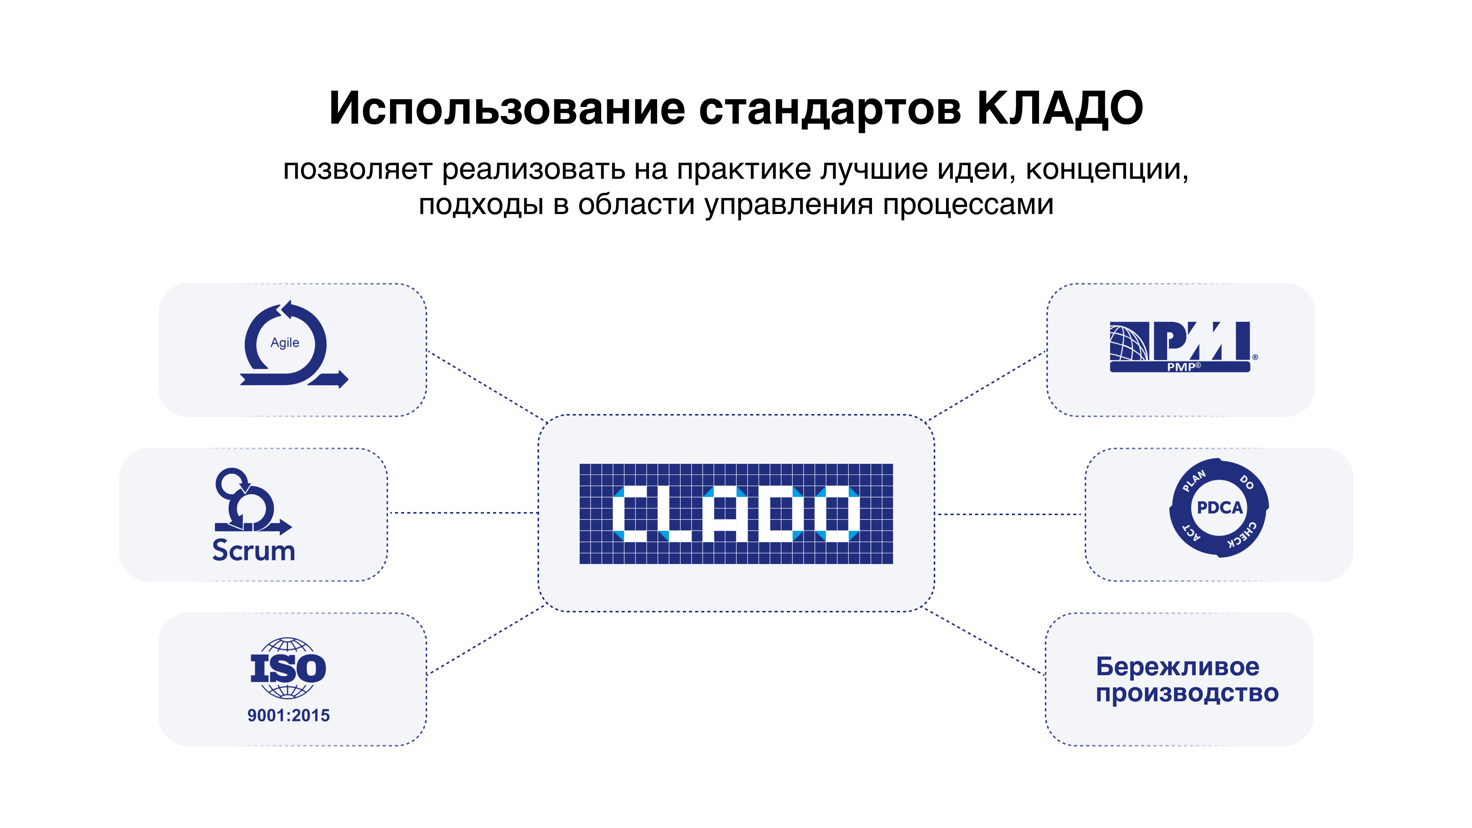 Использование стандартов КЛАДО
позволяет реализовать на практике лучшие идеи, концепции,
подходы в области управления процессами
Agile
Scrum
ISO
9001:2015
CLADO
PMI®
PMP®
PLAN DO CHECK ACT
PDCA
Бережливое
производство